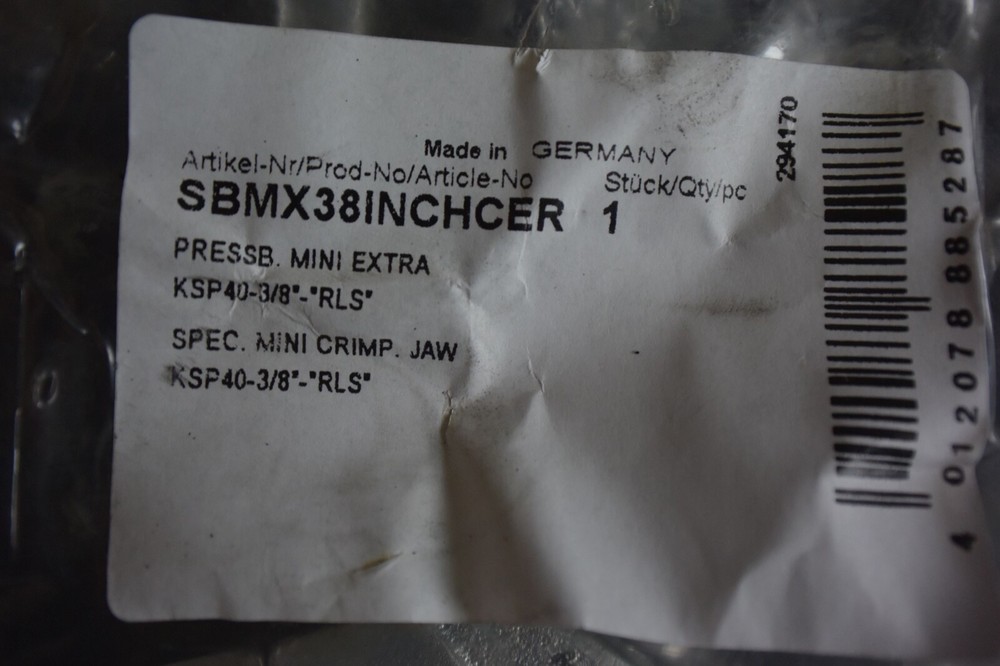 Made in GERMANY
Artikel-Nr/Prod-No/Article-No Stück/Qty/pc
SBMX38INCHCER 1
PRESSB. MINI EXTRA
KSP40-3/8"-"RLS"
SPEC. MINI CRIMP. JAW
KSP40-3/8"-"RLS"
294170
4 012078 885287